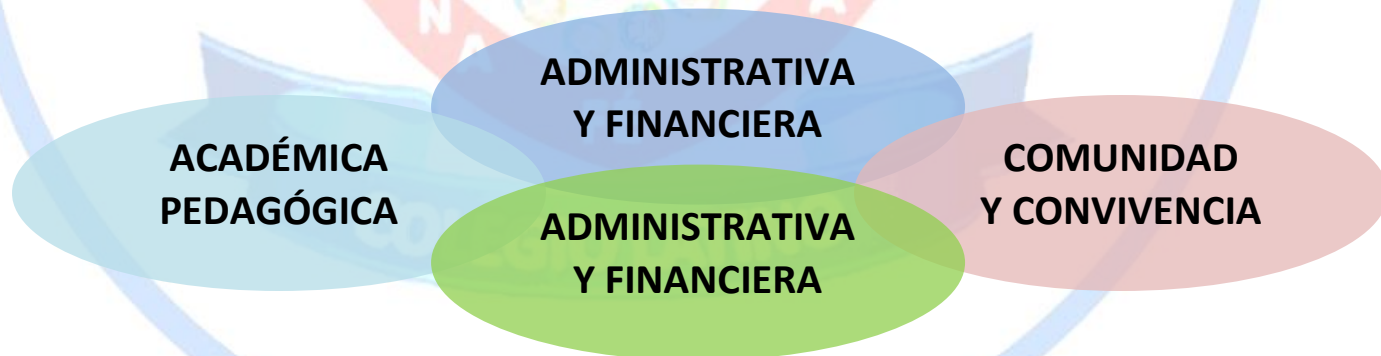 ADMINISTRATIVA
Y FINANCIERA
ACADÉMICA
PEDAGÓGICA
COMUNIDAD
Y CONVIVENCIA
ADMINISTRATIVA
Y FINANCIERA